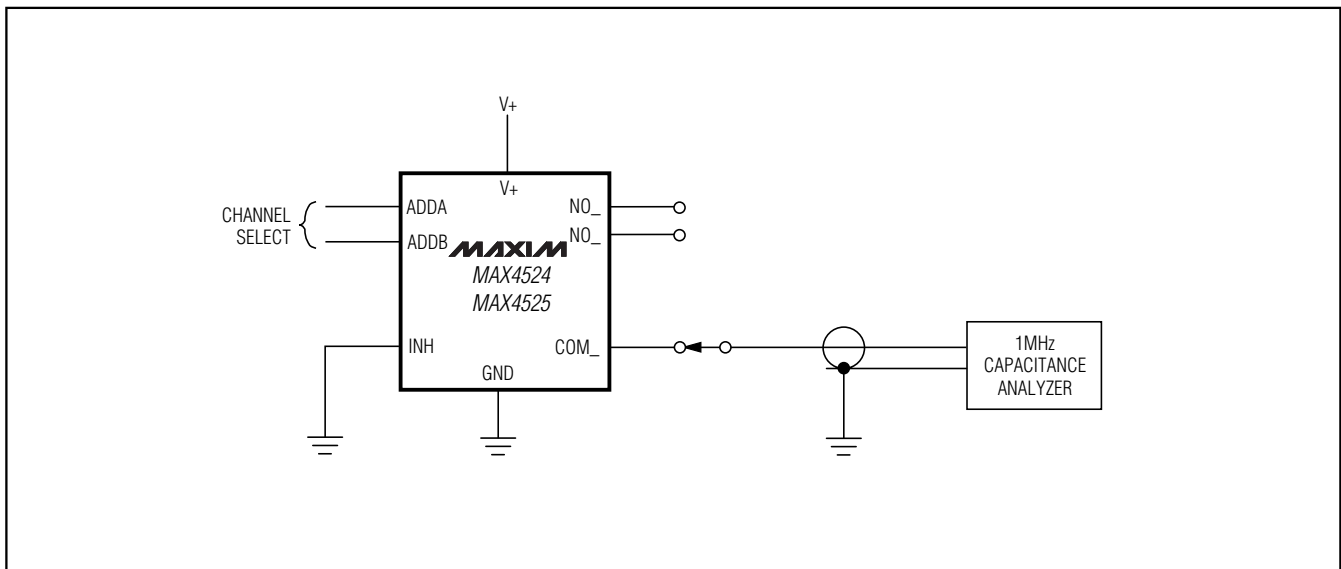 V+
V+
CHANNEL
SELECT
ADDA
ADDB
NO_
NO_
MAXIM
MAX4524
MAX4525
INH
COM_
GND
1MHz
CAPACITANCE
ANALYZER